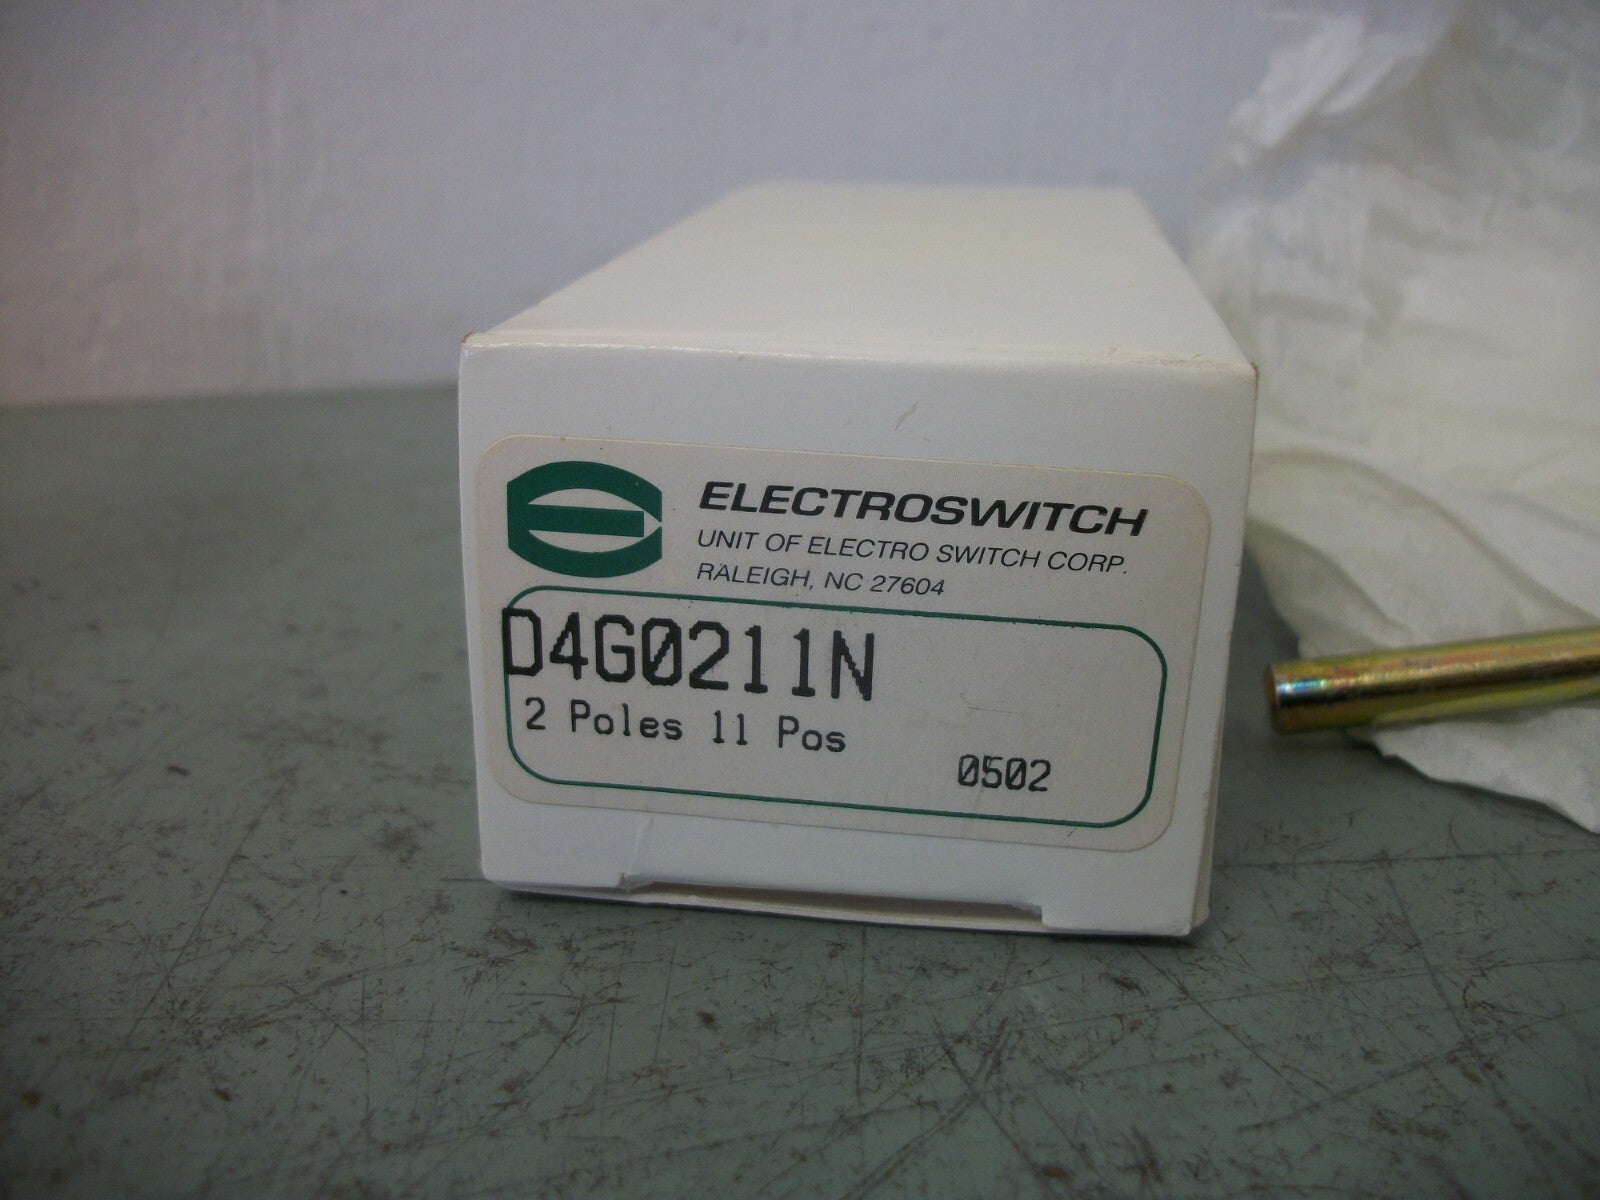 ELECTROSWITCH
UNIT OF ELECTRO SWITCH CORP.
RALEIGH, NC 27604
D4G0211N
2 Poles 11 Pos
0502